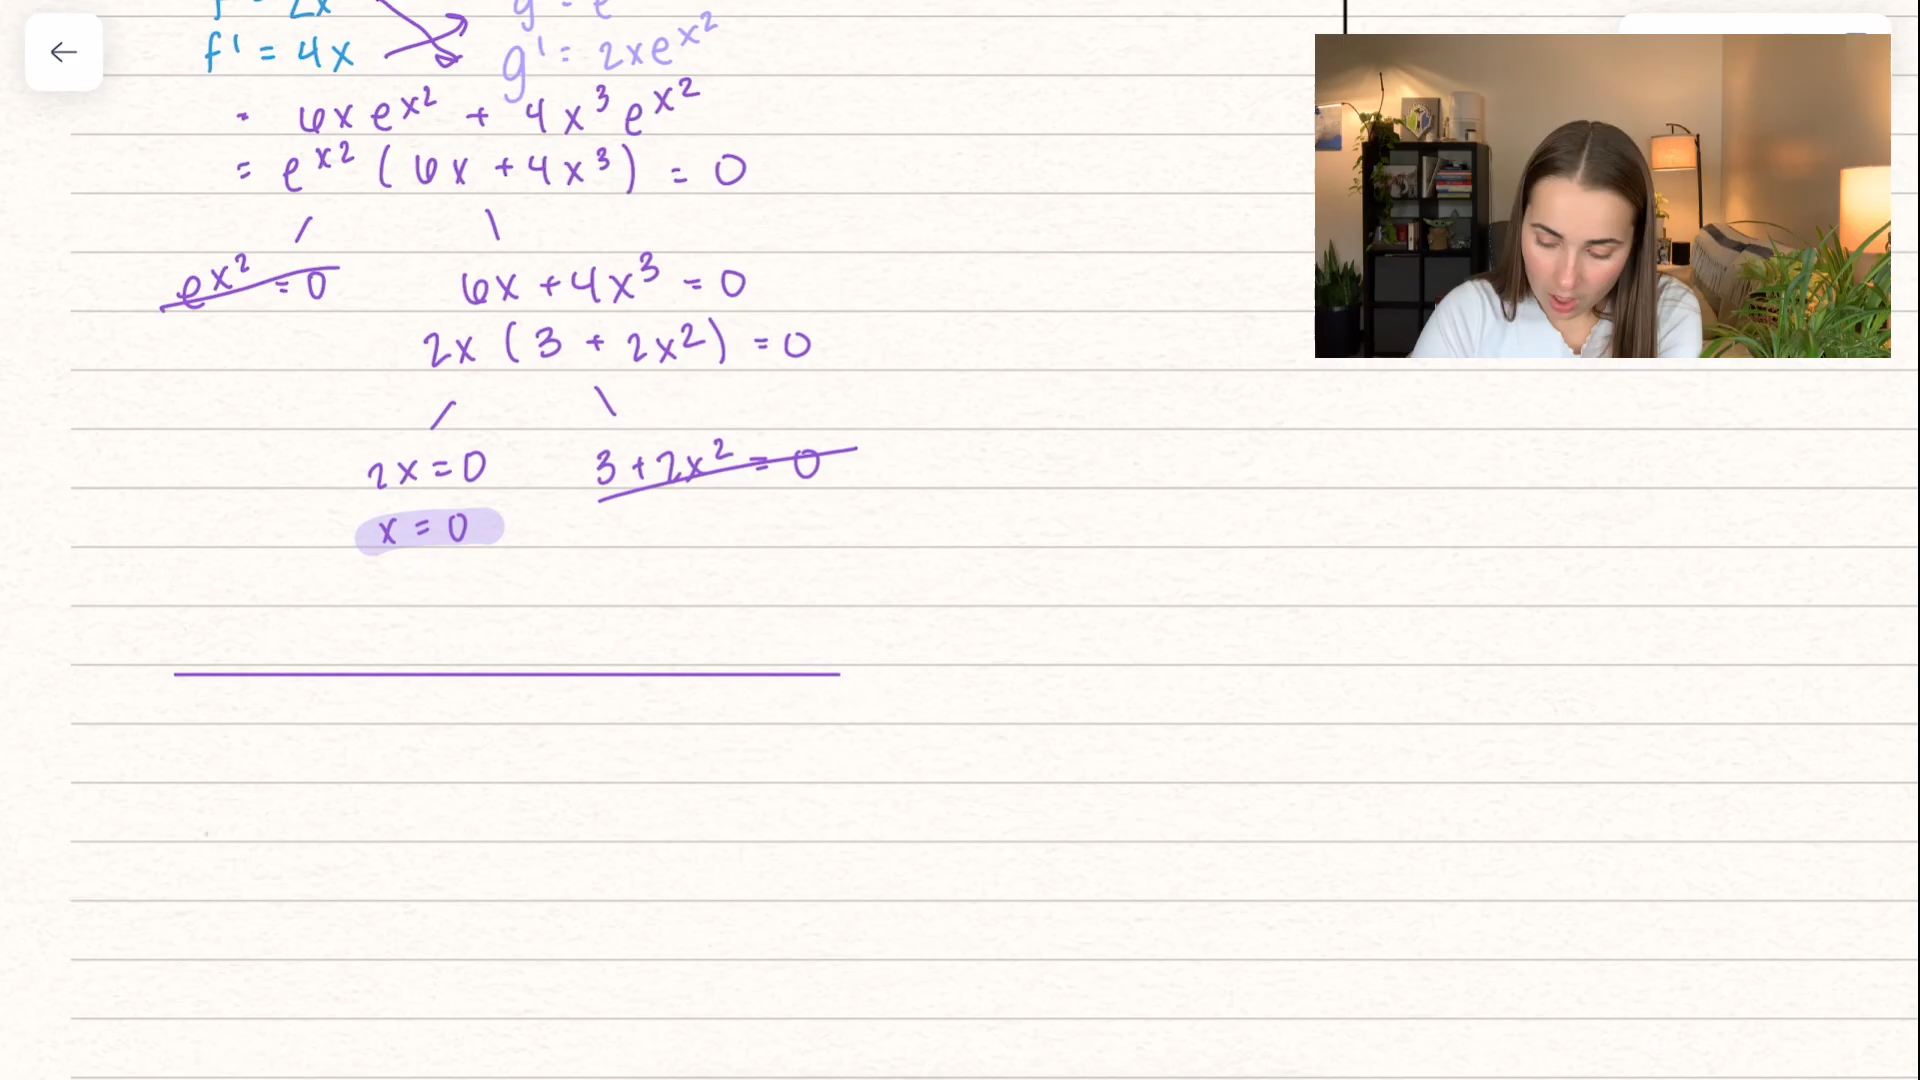 f' = 4x g' = 2xe^x²
= 6xe^x² + 4x³e^x²
= e^x² (6x + 4x³) = 0
e^x² = 0 6x + 4x³ = 0
2x (3 + 2x²) = 0
2x = 0 3 + 2x² = 0
x = 0